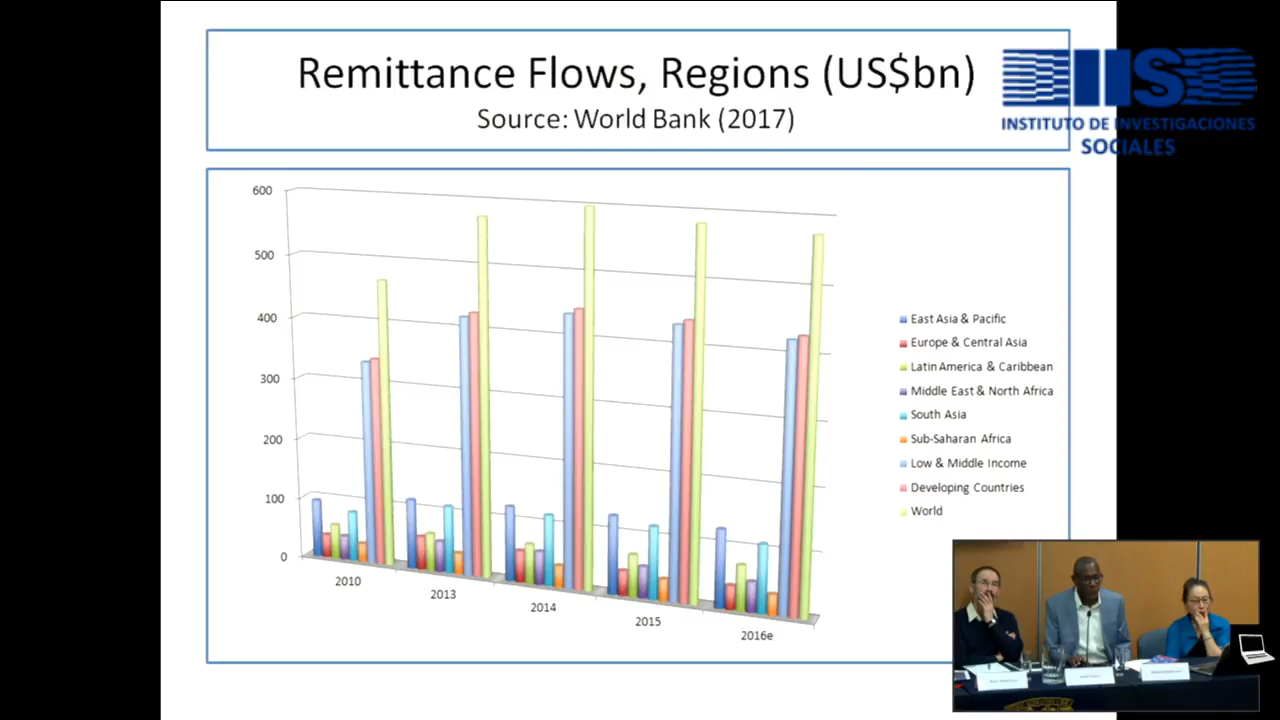 Remittance Flows, Regions (US$bn)
Source: World Bank (2017)
IIS
INSTITUTO DE INVESTIGACIONES
SOCIALES
600
500
400
300
200
100
0
2010
2013
2014
2015
2016e
East Asia & Pacific
Europe & Central Asia
Latin America & Caribbean
Middle East & North Africa
South Asia
Sub-Saharan Africa
Low & Middle Income
Developing Countries
World